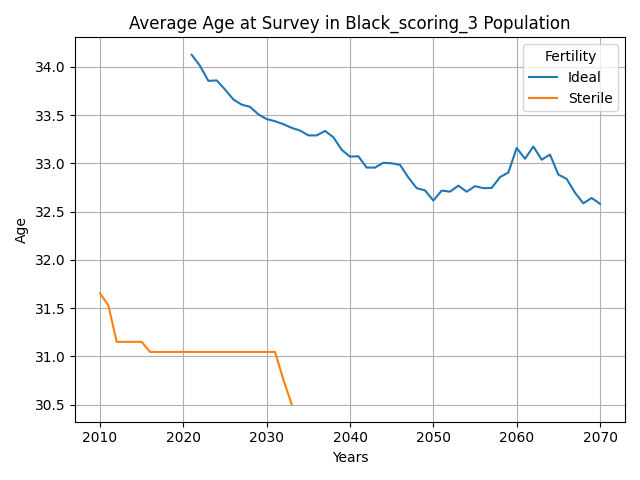 Average Age at Survey in Black_scoring_3 Population
Fertility
Ideal
Sterile
34.0
33.5
33.0
32.5
32.0
31.5
31.0
30.5
Age
2010 2020 2030 2040 2050 2060 2070
Years